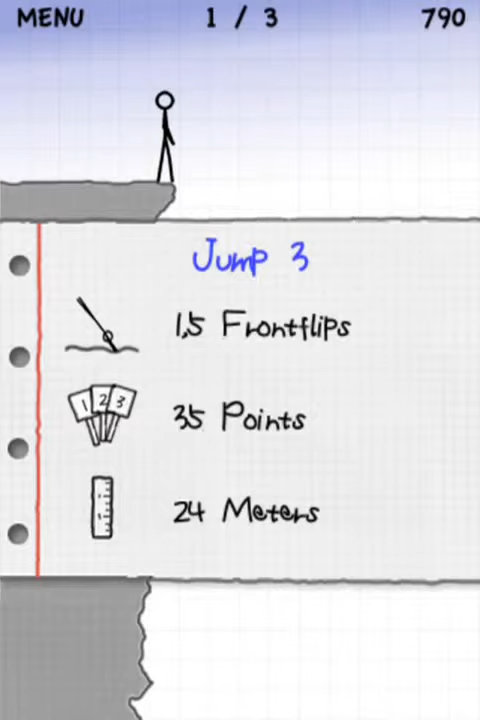 MENU 1 / 3 790
Jump 3
1,5 Frontflips
1 2 3
35 Points
24 Meters